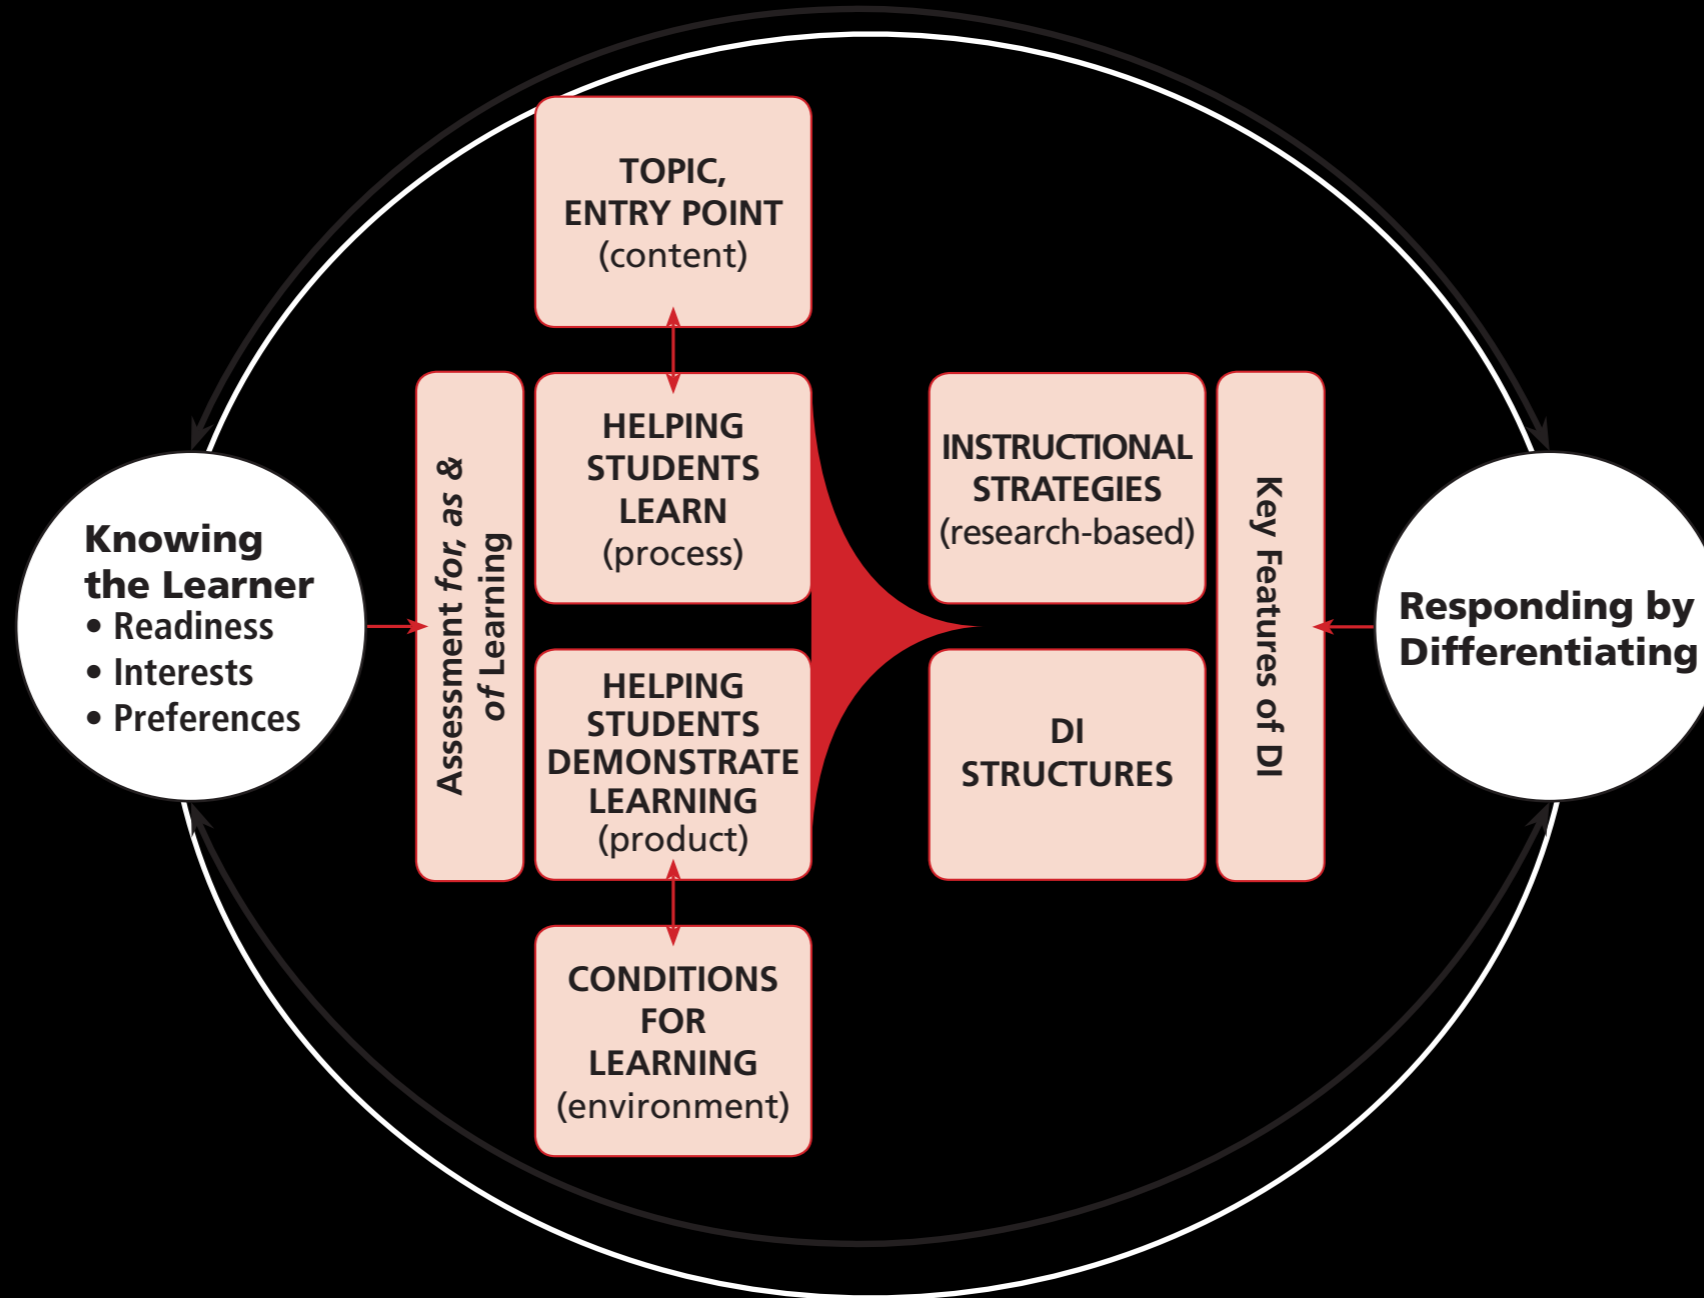 Knowing
the Learner
• Readiness
• Interests
• Preferences
Assessment for, as &
of Learning
TOPIC,
ENTRY POINT
(content)
HELPING
STUDENTS
LEARN
(process)
HELPING
STUDENTS
DEMONSTRATE
LEARNING
(product)
CONDITIONS
FOR
LEARNING
(environment)
INSTRUCTIONAL
STRATEGIES
(research-based)
DI
STRUCTURES
Key Features of DI
Responding by
Differentiating